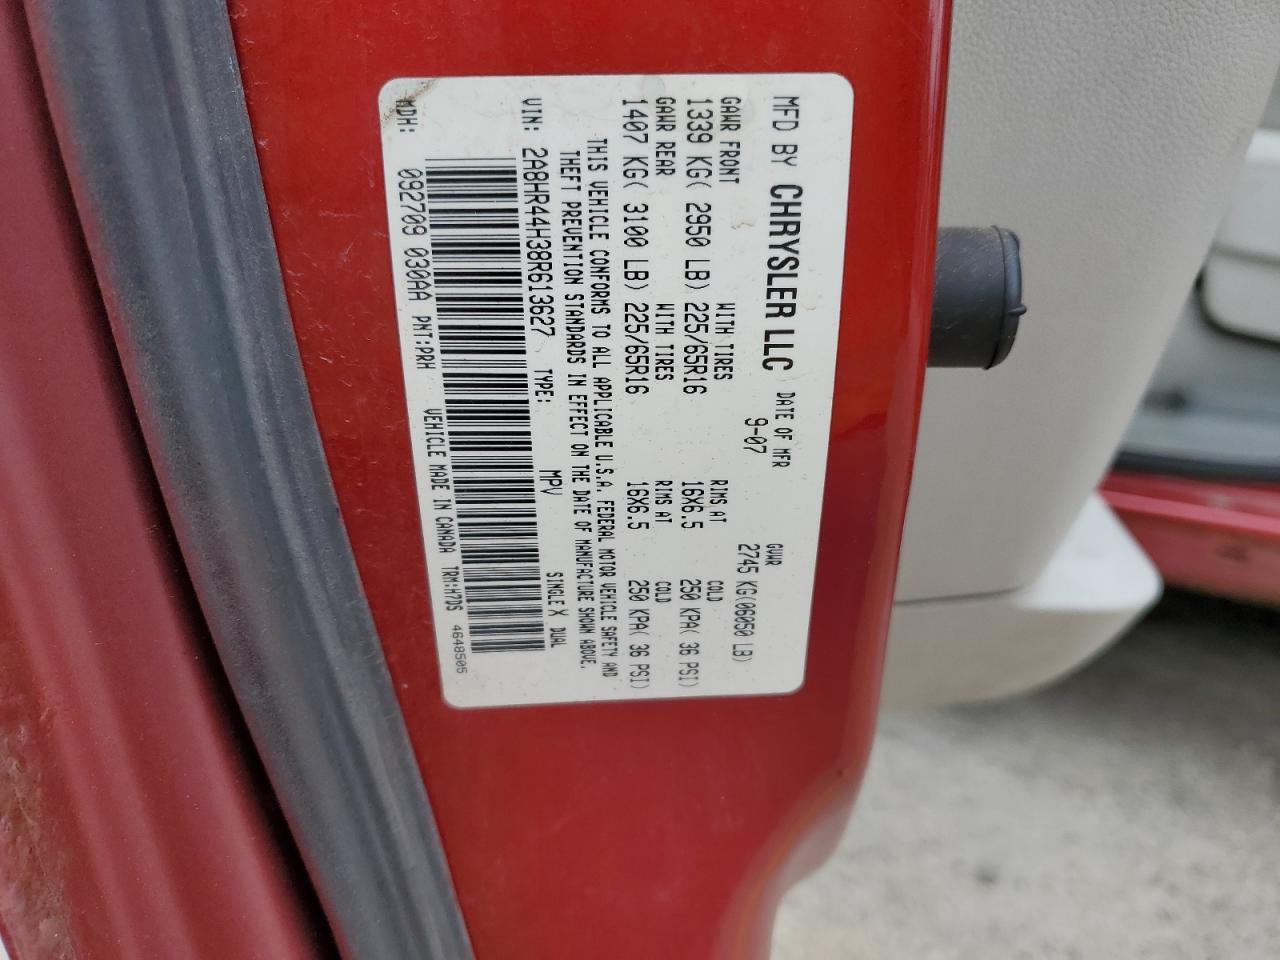 MFD BY CHRYSLER LLC DATE OF MFR 9-07 GVWR 2745 KG(06050 LB)
GAWR FRONT WITH TIRES RIMS AT COLD
1339 KG( 2950 LB) 225/65R16 16X6.5 250 KPA( 36 PSI)
GAWR REAR WITH TIRES RIMS AT COLD
1407 KG( 3100 LB) 225/65R16 16X6.5 250 KPA( 36 PSI)
THIS VEHICLE CONFORMS TO ALL APPLICABLE U.S.A. FEDERAL MOTOR VEHICLE SAFETY AND
THEFT PREVENTION STANDARDS IN EFFECT ON THE DATE OF MANUFACTURE SHOWN ABOVE.
VIN: 2A8HR44H38R613627 TYPE: MPV SINGLE X DUAL
MDH: 092709 030AA PNT:PRH VEHICLE MADE IN CANADA TRM:H7DS 4648505